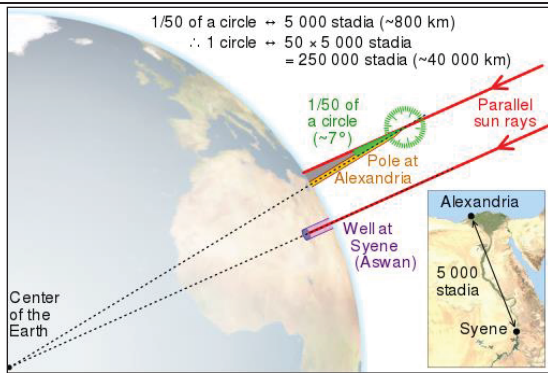 1/50 of a circle ↔ 5 000 stadia (~800 km)
∴ 1 circle ↔ 50 × 5 000 stadia
= 250 000 stadia (~40 000 km)
1/50 of
a circle
(~7°)
Parallel
sun rays
Pole at
Alexandria
Well at
Syene
(Aswan)
Center
of the
Earth
Alexandria
5 000
stadia
Syene